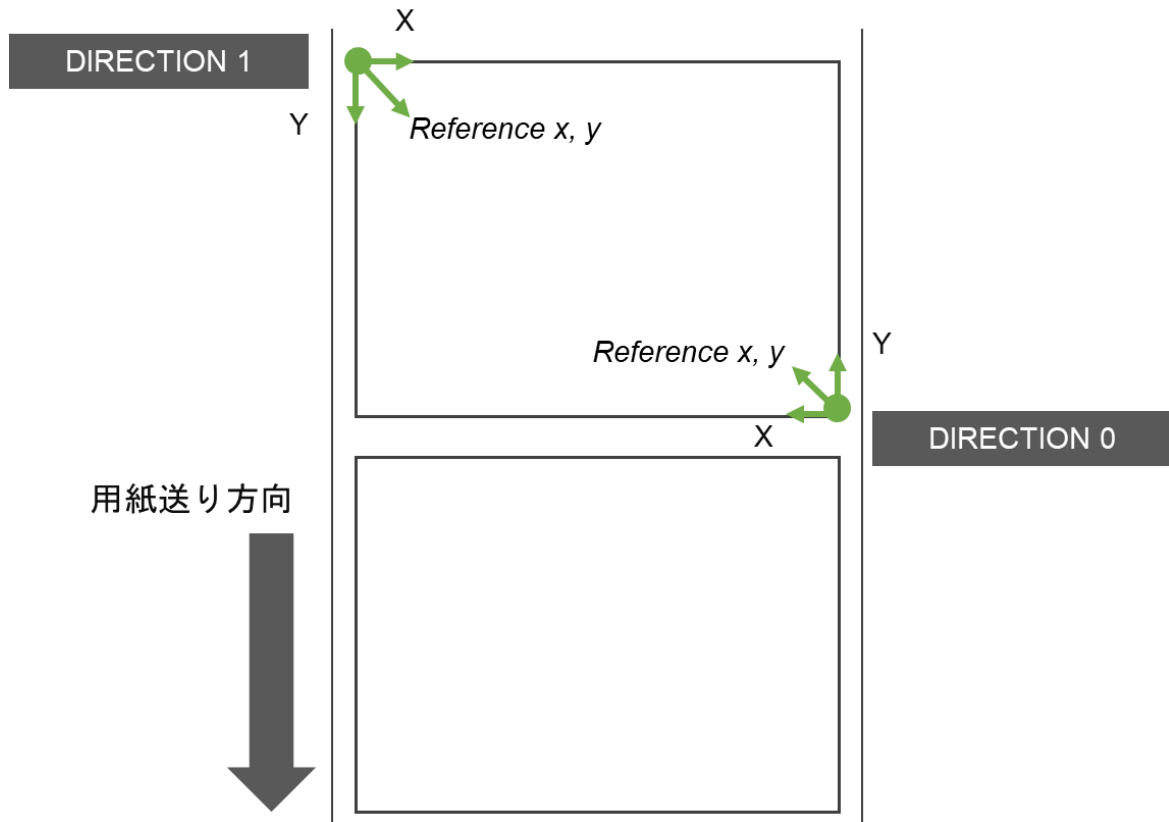 X
DIRECTION 1
Y
Reference x, y
Reference x, y
Y
X
DIRECTION 0
用紙送り方向